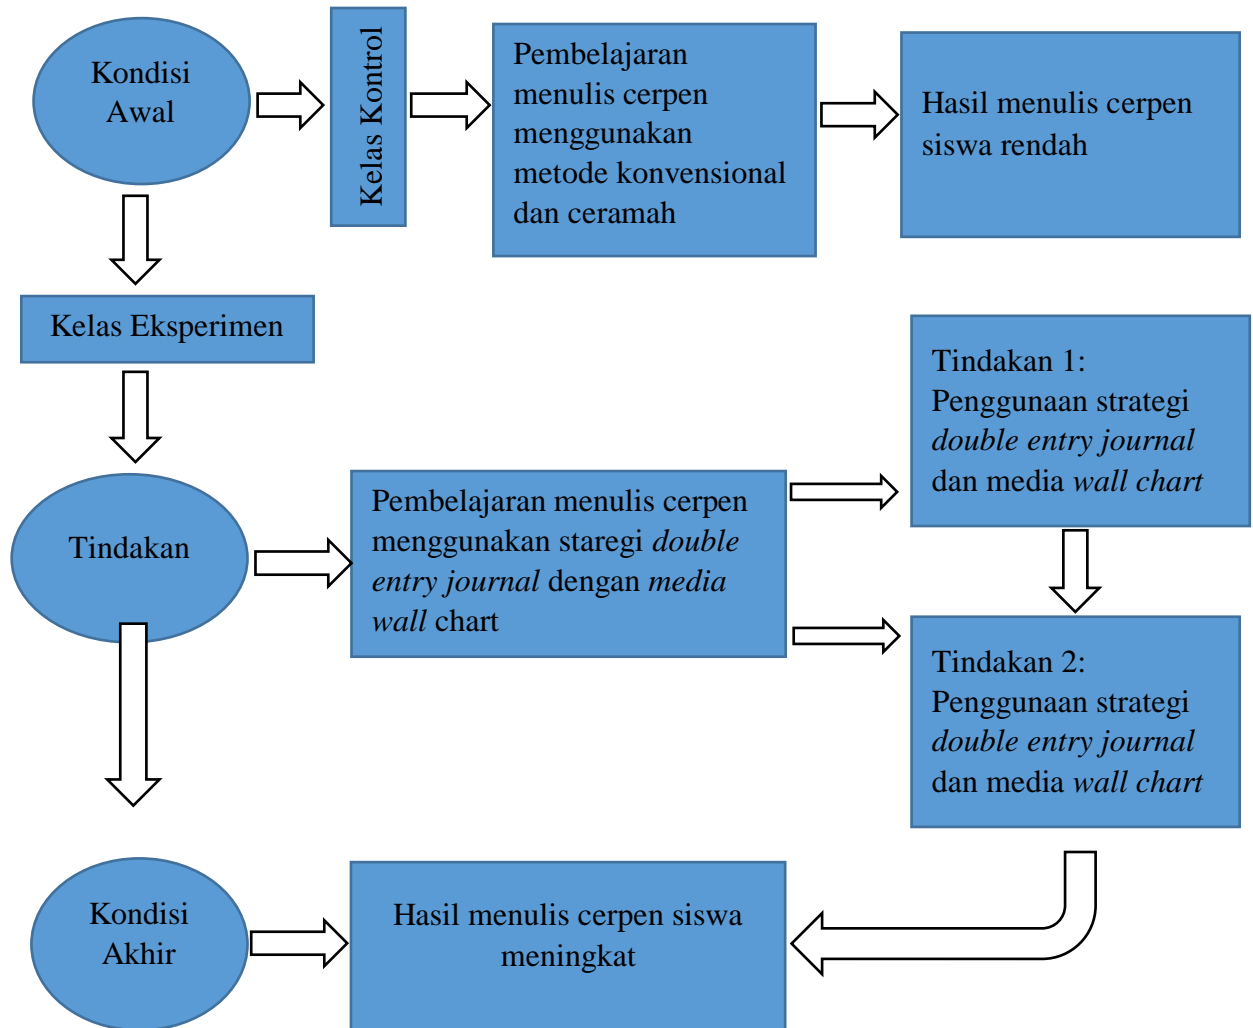 Kondisi
Awal
Kelas Kontrol
Pembelajaran
menulis cerpen
menggunakan
metode konvensional
dan ceramah
Hasil menulis cerpen
siswa rendah
Kelas Eksperimen
Tindakan
Pembelajaran menulis cerpen
menggunakan staregi double
entry journal dengan media
wall chart
Tindakan 1:
Penggunaan strategi
double entry journal
dan media wall chart
Tindakan 2:
Penggunaan strategi
double entry journal
dan media wall chart
Kondisi
Akhir
Hasil menulis cerpen siswa
meningkat